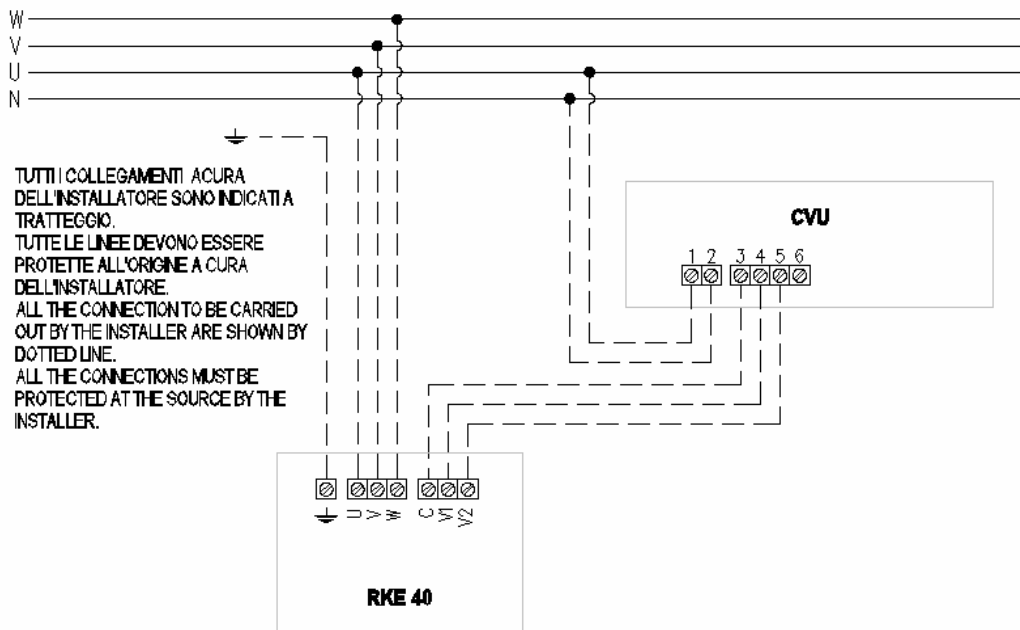 W
V
U
N
TUTTI I COLLEGAMENTI A CURA
DELL'INSTALLATORE SONO INDICATI A
TRATTEGGIO.
TUTTE LE LINEE DEVONO ESSERE
PROTETTE ALL'ORIGINE A CURA
DELL'INSTALLATORE.
ALL THE CONNECTION TO BE CARRIED
OUT BY THE INSTALLER ARE SHOWN BY
DOTTED LINE.
ALL THE CONNECTIONS MUST BE
PROTECTED AT THE SOURCE BY THE
INSTALLER.
CVU
1 2 3 4 5 6
U V W C V1 V2
RKE 40